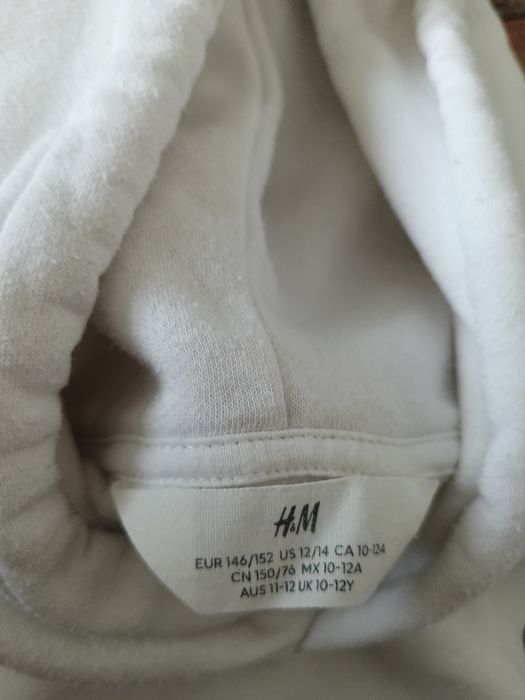 H&M
EUR 146/152 US 12/14 CA 10-12A
CN 150/76 MX 10-12A
AUS 11-12 UK 10-12Y